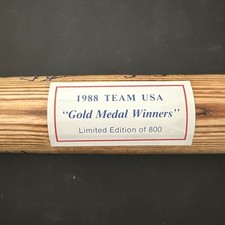 1988 TEAM USA
"Gold Medal Winners"
Limited Edition of 800